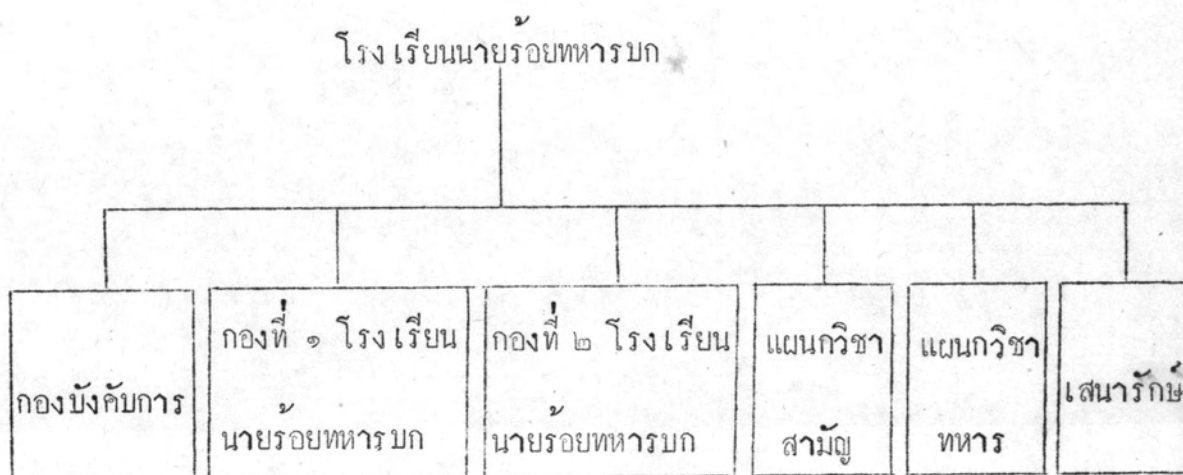 โรงเรียนนายร้อยทหารบก
กองบังคับการ
กองที่ ๑ โรงเรียน
นายร้อยทหารบก
กองที่ ๒ โรงเรียน
นายร้อยทหารบก
แผนกวิชา
สามัญ
แผนกวิชา
ทหาร
เสนารักษ์